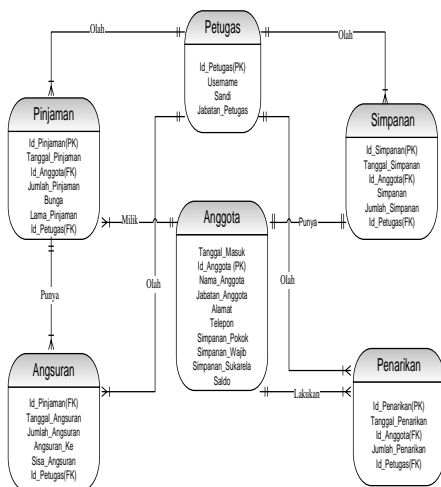 Petugas
Id_Petugas(PK)
Username
Sandi
Jabatan_Petugas
Olah
Olah
Pinjaman
Id_Pinjaman(PK)
Tanggal_Pinjaman
Id_Anggota(FK)
Jumlah_Pinjaman
Bunga
Lama_Pinjaman
Id_Petugas(FK)
Simpanan
Id_Simpanan(PK)
Tanggal_Simpanan
Id_Anggota(FK)
Simpanan
Jumlah_Simpanan
Id_Petugas(FK)
Milik
Anggota
Tanggal_Masuk
Id_Anggota (PK)
Nama_Anggota
Jabatan_Anggota
Alamat
Telepon
Simpanan_Pokok
Simpanan_Wajib
Simpanan_Sukarela
Saldo
Punya
Punya
Olah
Olah
Angsuran
Id_Pinjaman(FK)
Tanggal_Angsuran
Jumlah_Angsuran
Angsuran_Ke
Sisa_Angsuran
Id_Petugas(FK)
Lakukan
Penarikan
Id_Penarikan(PK)
Tanggal_Penarikan
Id_Anggota(FK)
Jumlah_Penarikan
Id_Petugas(FK)